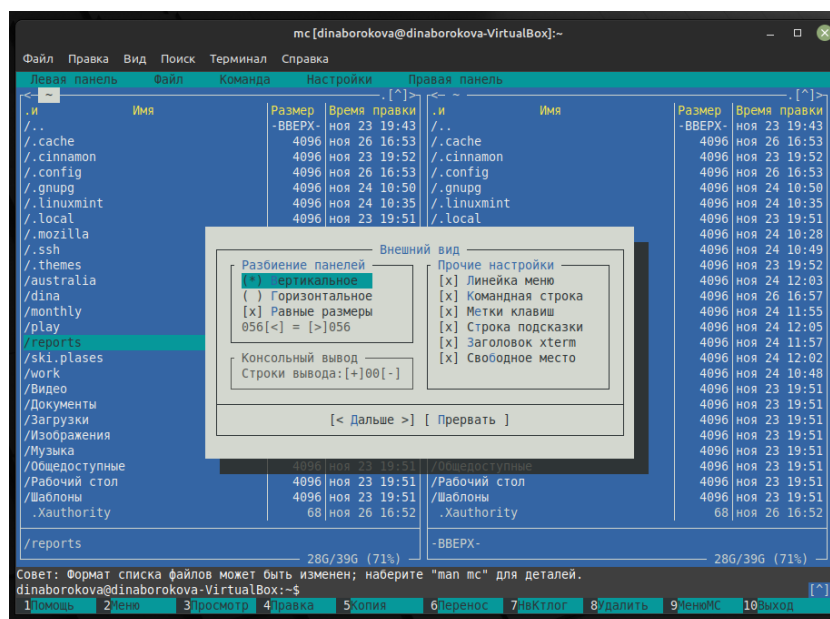 mc [dinaborokova@dinaborokova-VirtualBox]:~
Файл Правка Вид Поиск Терминал Справка
Левая панель Файл Команда Настройки Правая панель
<- ~ .[^]> <- ~ .[^]>
.и Имя Размер Время правки .и Имя Размер Время правки
/.. -ВВЕРХ- ноя 23 19:43 /.. -ВВЕРХ- ноя 23 19:43
/.cache 4096 ноя 26 16:53 /.cache 4096 ноя 26 16:53
/.cinnamon 4096 ноя 23 19:52 /.cinnamon 4096 ноя 23 19:52
/.config 4096 ноя 26 16:53 /.config 4096 ноя 26 16:53
/.gnupg 4096 ноя 24 10:50 /.gnupg 4096 ноя 24 10:50
/.linuxmint 4096 ноя 24 10:35 /.linuxmint 4096 ноя 24 10:35
/.local 4096 ноя 23 19:51 /.local 4096 ноя 23 19:51
/.mozilla 4096 ноя 24 10:28
/.ssh Внешний вид 4096 ноя 24 10:49
/.themes Разбиение панелей Прочие настройки 4096 ноя 23 19:52
/australia (*) Вертикальное [x] Линейка меню 4096 ноя 24 12:03
/dina ( ) Горизонтальное [x] Командная строка 4096 ноя 26 16:57
/monthly [x] Равные размеры [x] Метки клавиш 4096 ноя 24 11:55
/play 056[<] = [>]056 [x] Строка подсказки 4096 ноя 24 12:05
/reports [x] Заголовок xterm 4096 ноя 24 11:57
/ski.plases Консольный вывод [x] Свободное место 4096 ноя 24 12:02
/work Строки вывода:[+]00[-] 4096 ноя 24 10:48
/Видео 4096 ноя 23 19:51
/Документы 4096 ноя 23 19:51
/Загрузки [< Дальше >] [ Прервать ] 4096 ноя 23 19:51
/Изображения 4096 ноя 23 19:51
/Музыка 4096 ноя 23 19:51
/Общедоступные 4096 ноя 23 19:51 /Общедоступные 4096 ноя 23 19:51
/Рабочий стол 4096 ноя 23 19:51 /Рабочий стол 4096 ноя 23 19:51
/Шаблоны 4096 ноя 23 19:51 /Шаблоны 4096 ноя 23 19:51
.Xauthority 68 ноя 26 16:52 .Xauthority 68 ноя 26 16:52
/reports -ВВЕРХ-
28G/39G (71%) 28G/39G (71%)
Совет: Формат списка файлов может быть изменен; наберите "man mc" для деталей.
dinaborokova@dinaborokova-VirtualBox:~$ [^]
1Помощь 2Меню 3Просмотр 4Правка 5Копия 6Перенос 7НвКтлог 8Удалить 9МенюMC 10Выход